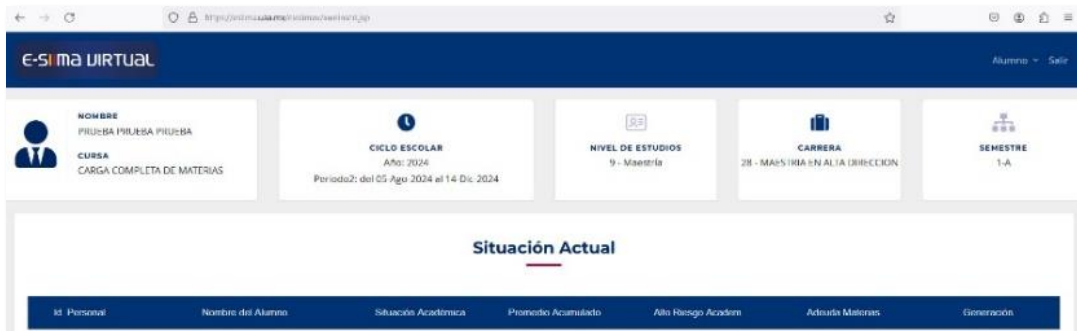 E-SIIMA VIRTUAL
Alumno Salir
NOMBRE
PRUEBA PRUEBA PRUEBA
CURSA
CARGA COMPLETA DE MATERIAS
CICLO ESCOLAR
Año: 2024
Periodo2: del 05-Ago-2024 al 14-Dic-2024
NIVEL DE ESTUDIOS
9 - Maestría
CARRERA
28 - MAESTRIA EN ALTA DIRECCION
SEMESTRE
1-A
Situación Actual
Id Personal Nombre del Alumno Situación Académica Promedio Acumulado Alto Riesgo Academ Adeuda Materias Generación